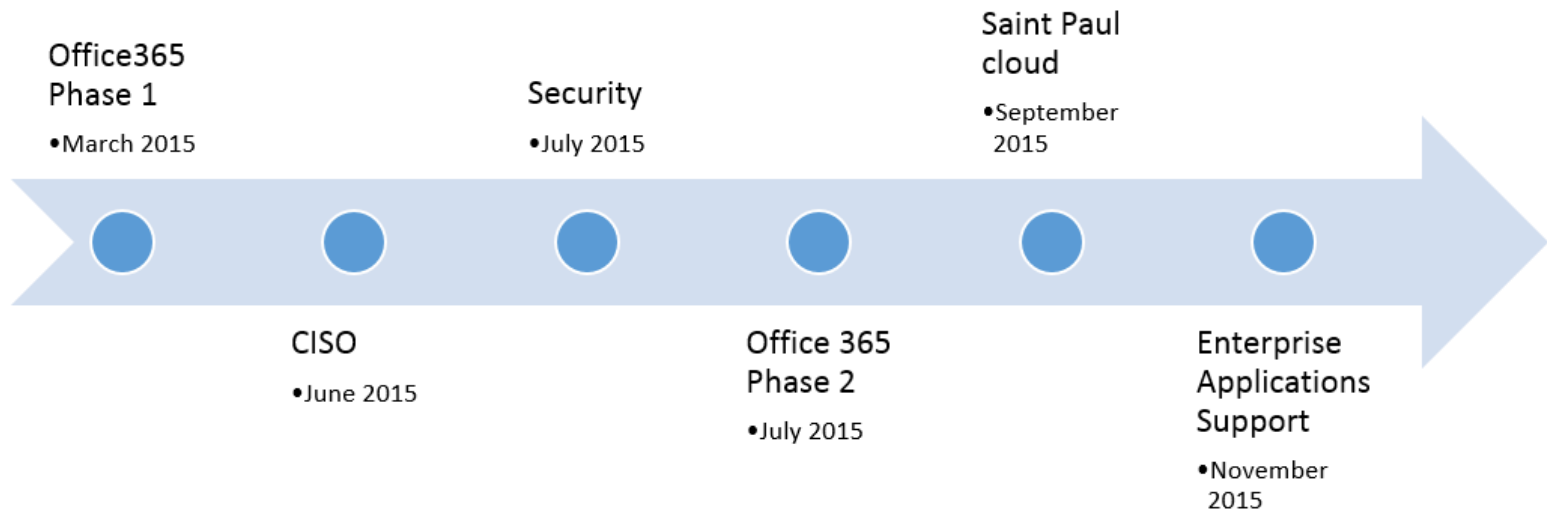 Office365
Phase 1
•March 2015
CISO
•June 2015
Security
•July 2015
Office 365
Phase 2
•July 2015
Saint Paul
cloud
•September
2015
Enterprise
Applications
Support
•November
2015